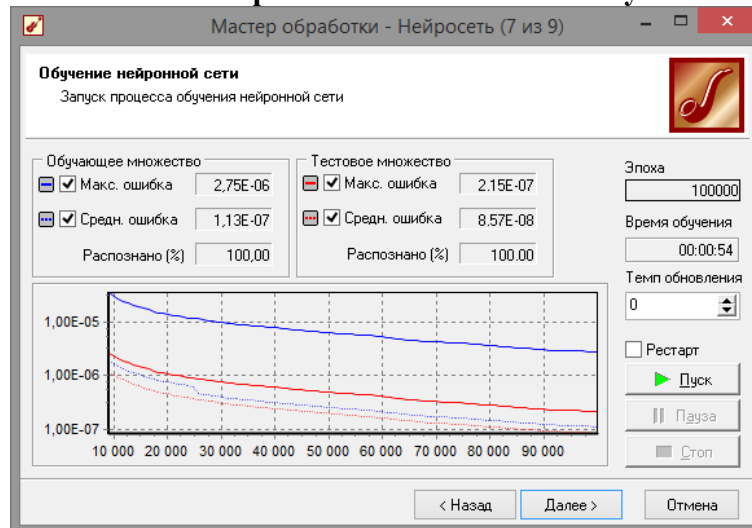 Мастер обработки - Нейросеть (7 из 9)
Обучение нейронной сети
Запуск процесса обучения нейронной сети
Обучающее множество
Макс. ошибка 2,75E-06
Средн. ошибка 1,13E-07
Распознано (%) 100,00
Тестовое множество
Макс. ошибка 2.15E-07
Средн. ошибка 8.57E-08
Распознано (%) 100.00
Эпоха
100000
Время обучения
00:00:54
Темп обновления
0
Рестарт
Пуск
Пауза
Стоп
1,00E-05
1,00E-06
1,00E-07
10 000 20 000 30 000 40 000 50 000 60 000 70 000 80 000 90 000
< Назад Далее > Отмена